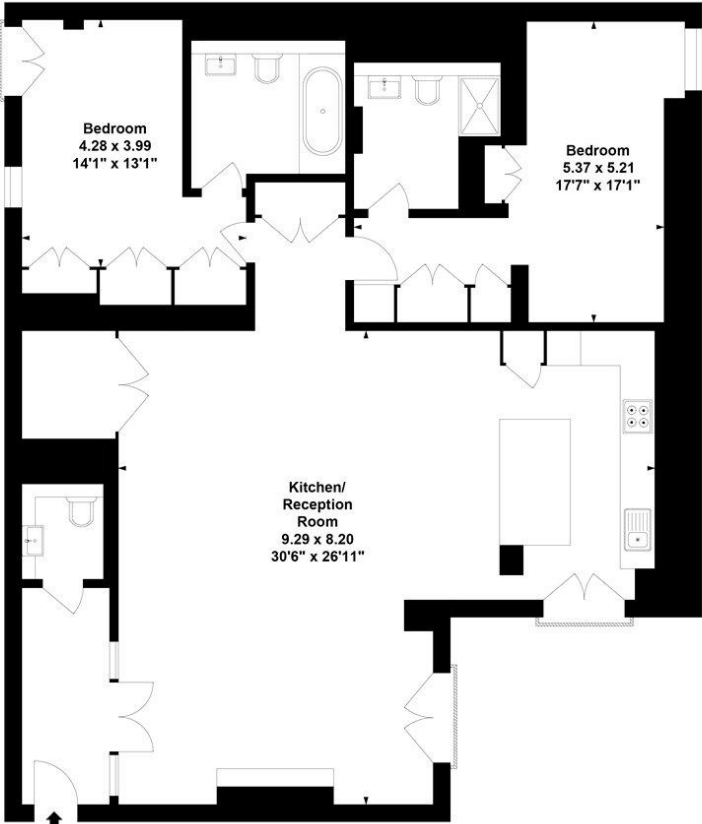 Bedroom
4.28 x 3.99
14'1" x 13'1"
Bedroom
5.37 x 5.21
17'7" x 17'1"
Kitchen/
Reception
Room
9.29 x 8.20
30'6" x 26'11"